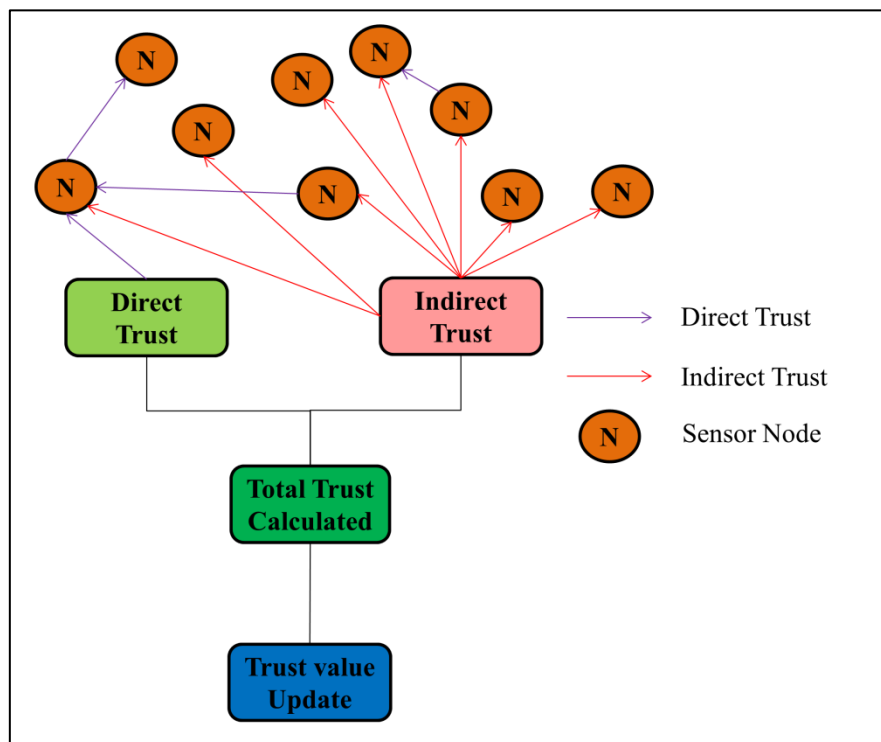 N
N
N
N
N
N
N
N
N
Direct
Trust
Indirect
Trust
Direct Trust
Indirect Trust
N
Sensor Node
Total Trust
Calculated
Trust value
Update